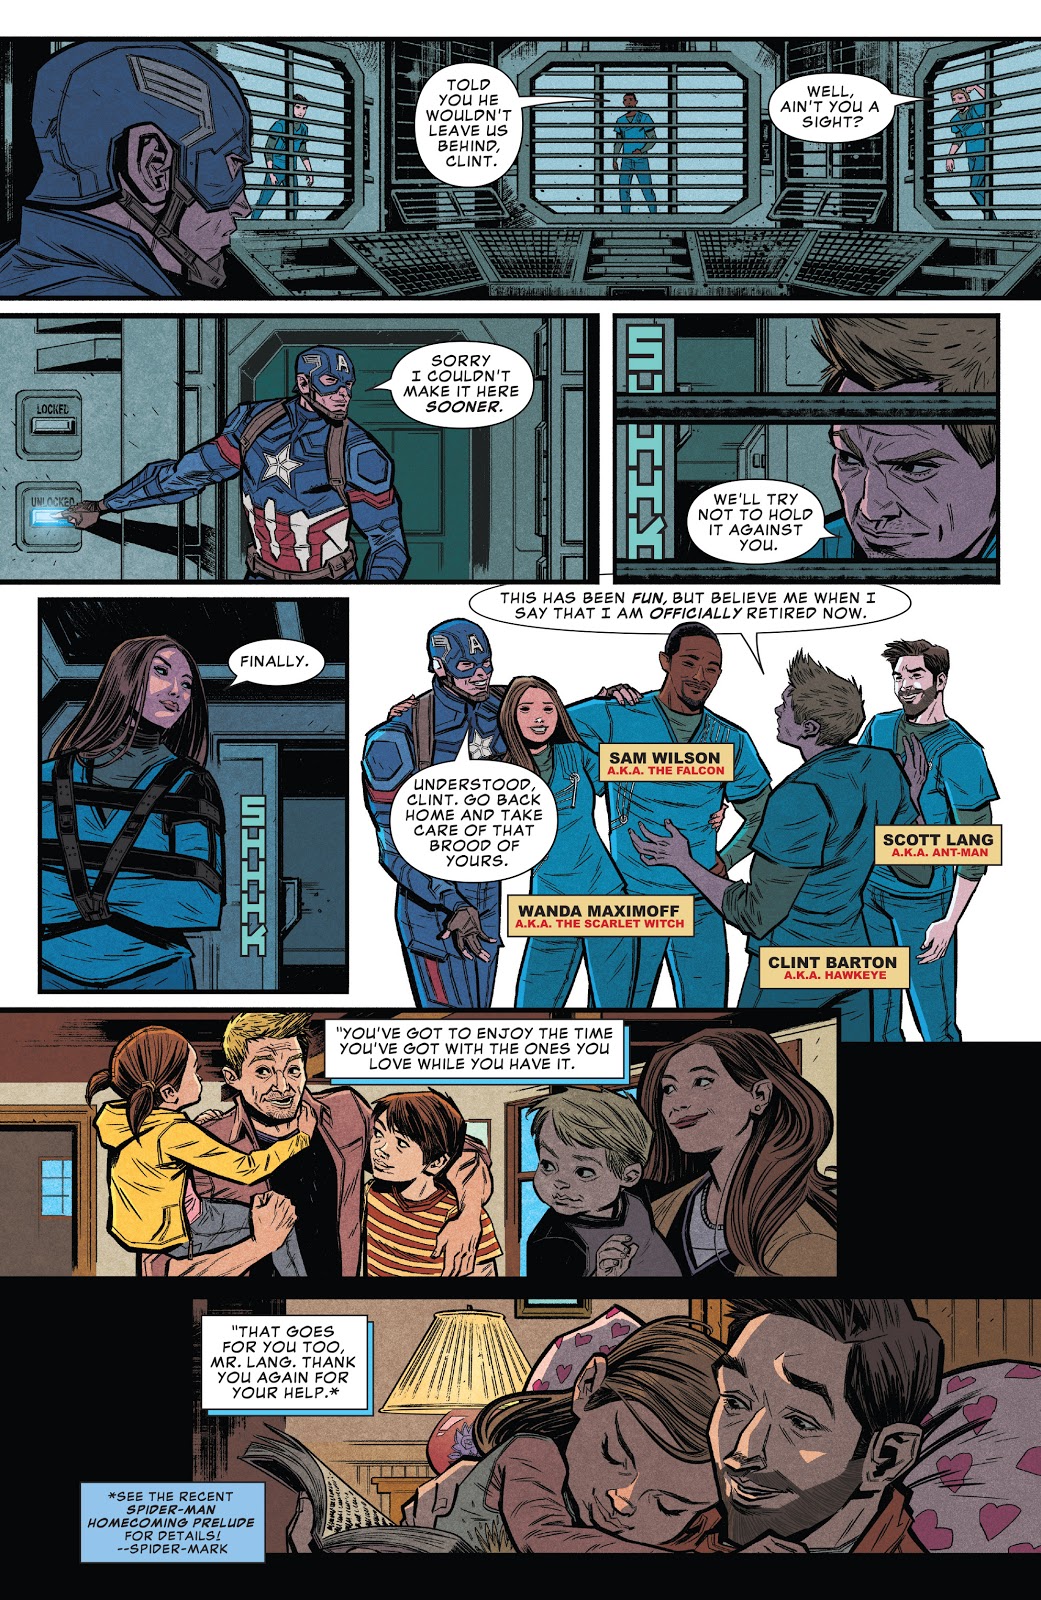 TOLD
YOU HE
WOULDN'T
LEAVE US
BEHIND,
CLINT.
WELL,
AIN'T YOU A
SIGHT?
LOCKED
UNLOCKED
SORRY
I COULDN'T
MAKE IT HERE
SOONER.
SHHK
WE'LL TRY
NOT TO HOLD
IT AGAINST
YOU.
FINALLY.
SHHK
THIS HAS BEEN FUN, BUT BELIEVE ME WHEN I
SAY THAT I AM OFFICIALLY RETIRED NOW.
A
UNDERSTOOD,
CLINT. GO BACK
HOME AND TAKE
CARE OF THAT
BROOD OF
YOURS.
SAM WILSON
A.K.A. THE FALCON
SCOTT LANG
A.K.A. ANT-MAN
WANDA MAXIMOFF
A.K.A. THE SCARLET WITCH
CLINT BARTON
A.K.A. HAWKEYE
"YOU'VE GOT TO ENJOY THE TIME
YOU'VE GOT WITH THE ONES YOU
LOVE WHILE YOU HAVE IT.
"THAT GOES
FOR YOU TOO,
MR. LANG. THANK
YOU AGAIN FOR
YOUR HELP.*
*SEE THE RECENT
SPIDER-MAN
HOMECOMING PRELUDE
FOR DETAILS!
--SPIDER-MARK